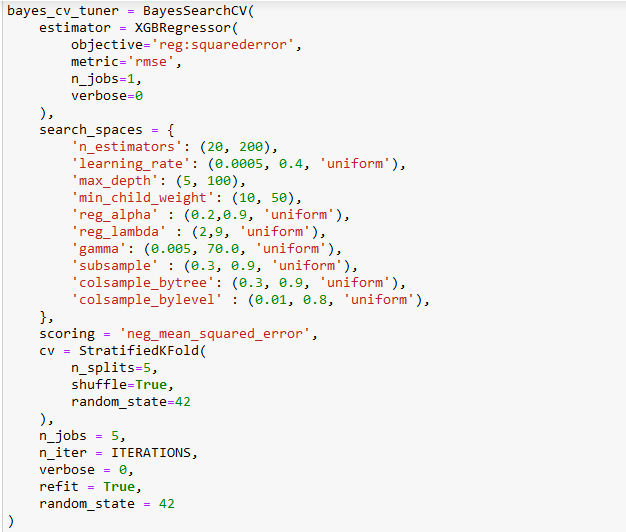 bayes_cv_tuner = BayesSearchCV(
    estimator = XGBRegressor(
        objective='reg:squarederror',
        metric='rmse',
        n_jobs=1,
        verbose=0
    ),
    search_spaces = {
        'n_estimators': (20, 200),
        'learning_rate': (0.0005, 0.4, 'uniform'),
        'max_depth': (5, 100),
        'min_child_weight': (10, 50),
        'reg_alpha' : (0.2,0.9, 'uniform'),
        'reg_lambda' : (2,9, 'uniform'),
        'gamma': (0.005, 70.0, 'uniform'),
        'subsample' : (0.3, 0.9, 'uniform'),
        'colsample_bytree': (0.3, 0.9, 'uniform'),
        'colsample_bylevel' : (0.01, 0.8, 'uniform'),
    },
    scoring = 'neg_mean_squared_error',
    cv = StratifiedKFold(
        n_splits=5,
        shuffle=True,
        random_state=42
    ),
    n_jobs = 5,
    n_iter = ITERATIONS,
    verbose = 0,
    refit = True,
    random_state = 42
)